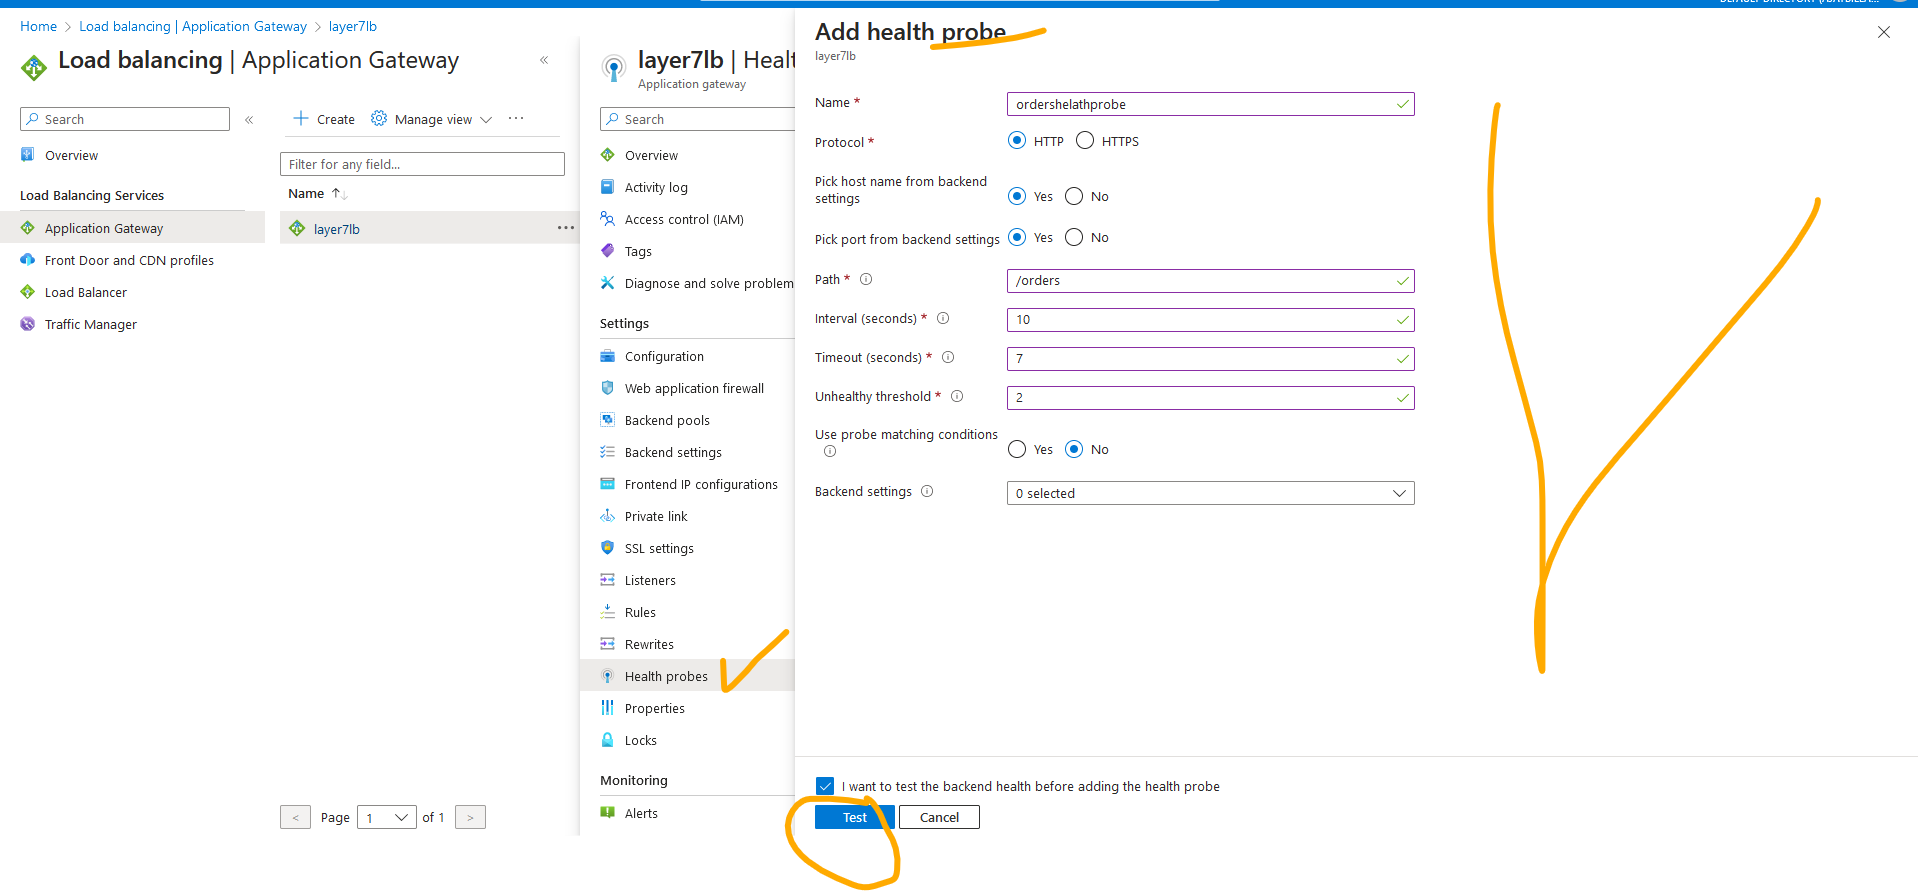 Home > Load balancing | Application Gateway > layer7lb
Load balancing | Application Gateway
Search
Overview
Load Balancing Services
Application Gateway
Front Door and CDN profiles
Load Balancer
Traffic Manager
Create
Manage view
Filter for any field...
Name
layer7lb
< Page 1 of 1 >
layer7lb | Healt
Application gateway
Search
Overview
Activity log
Access control (IAM)
Tags
Diagnose and solve problem
Settings
Configuration
Web application firewall
Backend pools
Backend settings
Frontend IP configurations
Private link
SSL settings
Listeners
Rules
Rewrites
Health probes
Properties
Locks
Monitoring
Alerts
Add health probe
layer7lb
Name * ordershelathprobe
Protocol * HTTP HTTPS
Pick host name from backend
settings Yes No
Pick port from backend settings Yes No
Path * /orders
Interval (seconds) * 10
Timeout (seconds) * 7
Unhealthy threshold * 2
Use probe matching conditions
Yes No
Backend settings 0 selected
I want to test the backend health before adding the health probe
Test Cancel